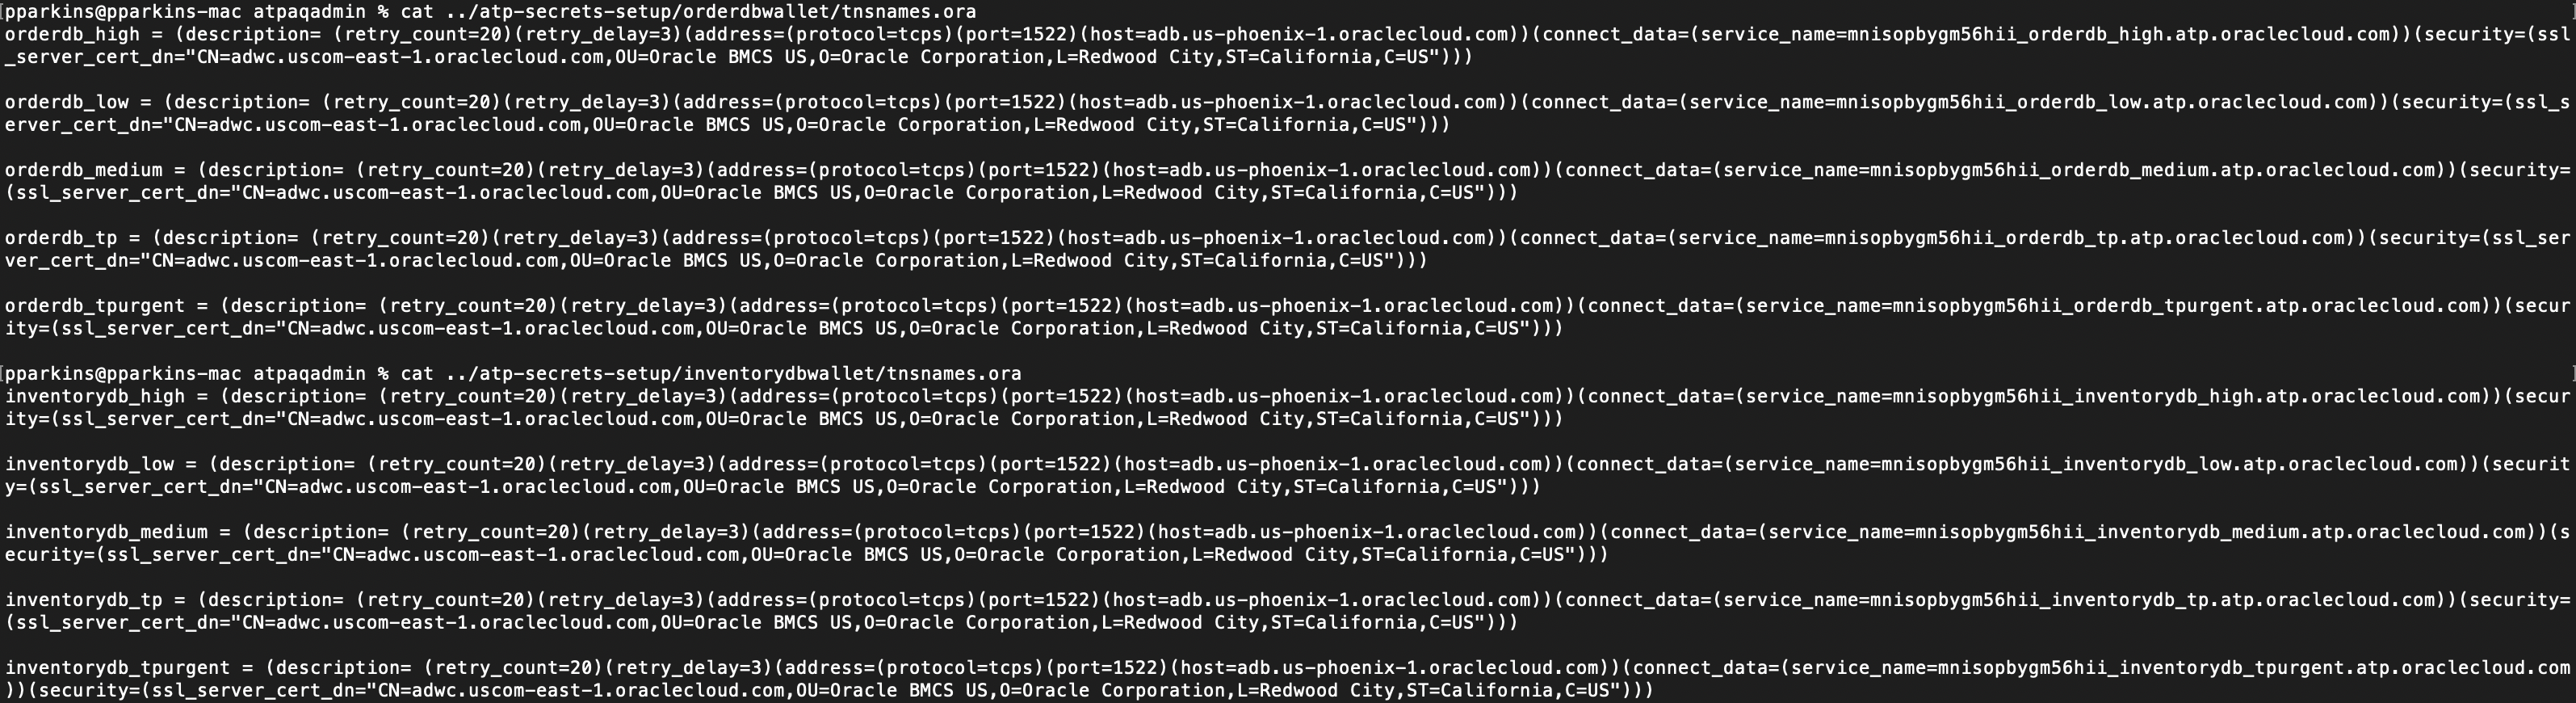 [pparkins@pparkins-mac atpaqadmin % cat ../atp-secrets-setup/orderdbwallet/tnsnames.ora ]
orderdb_high = (description= (retry_count=20)(retry_delay=3)(address=(protocol=tcps)(port=1522)(host=adb.us-phoenix-1.oraclecloud.com))(connect_data=(service_name=mnisopbygm56hii_orderdb_high.atp.oraclecloud.com))(security=(ssl
_server_cert_dn="CN=adwc.uscom-east-1.oraclecloud.com,OU=Oracle BMCS US,O=Oracle Corporation,L=Redwood City,ST=California,C=US")))

orderdb_low = (description= (retry_count=20)(retry_delay=3)(address=(protocol=tcps)(port=1522)(host=adb.us-phoenix-1.oraclecloud.com))(connect_data=(service_name=mnisopbygm56hii_orderdb_low.atp.oraclecloud.com))(security=(ssl_s
erver_cert_dn="CN=adwc.uscom-east-1.oraclecloud.com,OU=Oracle BMCS US,O=Oracle Corporation,L=Redwood City,ST=California,C=US")))

orderdb_medium = (description= (retry_count=20)(retry_delay=3)(address=(protocol=tcps)(port=1522)(host=adb.us-phoenix-1.oraclecloud.com))(connect_data=(service_name=mnisopbygm56hii_orderdb_medium.atp.oraclecloud.com))(security=
(ssl_server_cert_dn="CN=adwc.uscom-east-1.oraclecloud.com,OU=Oracle BMCS US,O=Oracle Corporation,L=Redwood City,ST=California,C=US")))

orderdb_tp = (description= (retry_count=20)(retry_delay=3)(address=(protocol=tcps)(port=1522)(host=adb.us-phoenix-1.oraclecloud.com))(connect_data=(service_name=mnisopbygm56hii_orderdb_tp.atp.oraclecloud.com))(security=(ssl_ser
ver_cert_dn="CN=adwc.uscom-east-1.oraclecloud.com,OU=Oracle BMCS US,O=Oracle Corporation,L=Redwood City,ST=California,C=US")))

orderdb_tpurgent = (description= (retry_count=20)(retry_delay=3)(address=(protocol=tcps)(port=1522)(host=adb.us-phoenix-1.oraclecloud.com))(connect_data=(service_name=mnisopbygm56hii_orderdb_tpurgent.atp.oraclecloud.com))(secur
ity=(ssl_server_cert_dn="CN=adwc.uscom-east-1.oraclecloud.com,OU=Oracle BMCS US,O=Oracle Corporation,L=Redwood City,ST=California,C=US")))

[pparkins@pparkins-mac atpaqadmin % cat ../atp-secrets-setup/inventorydbwallet/tnsnames.ora ]
inventorydb_high = (description= (retry_count=20)(retry_delay=3)(address=(protocol=tcps)(port=1522)(host=adb.us-phoenix-1.oraclecloud.com))(connect_data=(service_name=mnisopbygm56hii_inventorydb_high.atp.oraclecloud.com))(secur
ity=(ssl_server_cert_dn="CN=adwc.uscom-east-1.oraclecloud.com,OU=Oracle BMCS US,O=Oracle Corporation,L=Redwood City,ST=California,C=US")))

inventorydb_low = (description= (retry_count=20)(retry_delay=3)(address=(protocol=tcps)(port=1522)(host=adb.us-phoenix-1.oraclecloud.com))(connect_data=(service_name=mnisopbygm56hii_inventorydb_low.atp.oraclecloud.com))(securit
y=(ssl_server_cert_dn="CN=adwc.uscom-east-1.oraclecloud.com,OU=Oracle BMCS US,O=Oracle Corporation,L=Redwood City,ST=California,C=US")))

inventorydb_medium = (description= (retry_count=20)(retry_delay=3)(address=(protocol=tcps)(port=1522)(host=adb.us-phoenix-1.oraclecloud.com))(connect_data=(service_name=mnisopbygm56hii_inventorydb_medium.atp.oraclecloud.com))(s
ecurity=(ssl_server_cert_dn="CN=adwc.uscom-east-1.oraclecloud.com,OU=Oracle BMCS US,O=Oracle Corporation,L=Redwood City,ST=California,C=US")))

inventorydb_tp = (description= (retry_count=20)(retry_delay=3)(address=(protocol=tcps)(port=1522)(host=adb.us-phoenix-1.oraclecloud.com))(connect_data=(service_name=mnisopbygm56hii_inventorydb_tp.atp.oraclecloud.com))(security=
(ssl_server_cert_dn="CN=adwc.uscom-east-1.oraclecloud.com,OU=Oracle BMCS US,O=Oracle Corporation,L=Redwood City,ST=California,C=US")))

inventorydb_tpurgent = (description= (retry_count=20)(retry_delay=3)(address=(protocol=tcps)(port=1522)(host=adb.us-phoenix-1.oraclecloud.com))(connect_data=(service_name=mnisopbygm56hii_inventorydb_tpurgent.atp.oraclecloud.com
))(security=(ssl_server_cert_dn="CN=adwc.uscom-east-1.oraclecloud.com,OU=Oracle BMCS US,O=Oracle Corporation,L=Redwood City,ST=California,C=US")))